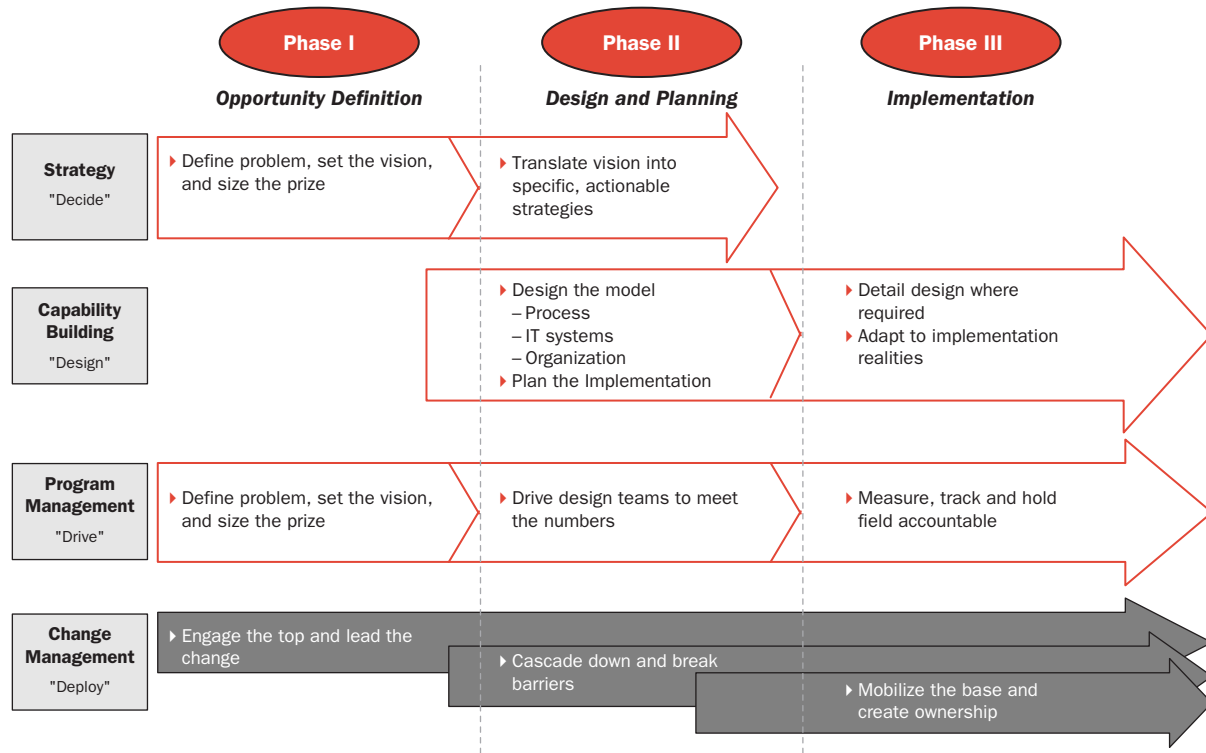 Phase I
Phase II
Phase III
Opportunity Definition
Design and Planning
Implementation
Strategy
"Decide"
▸ Define problem, set the vision,
and size the prize
▸ Translate vision into
specific, actionable
strategies
Capability
Building
"Design"
▸ Design the model
– Process
– IT systems
– Organization
▸ Plan the Implementation
▸ Detail design where
required
▸ Adapt to implementation
realities
Program
Management
"Drive"
▸ Define problem, set the vision,
and size the prize
▸ Drive design teams to meet
the numbers
▸ Measure, track and hold
field accountable
Change
Management
"Deploy"
▸ Engage the top and lead the
change
▸ Cascade down and break
barriers
▸ Mobilize the base and
create ownership